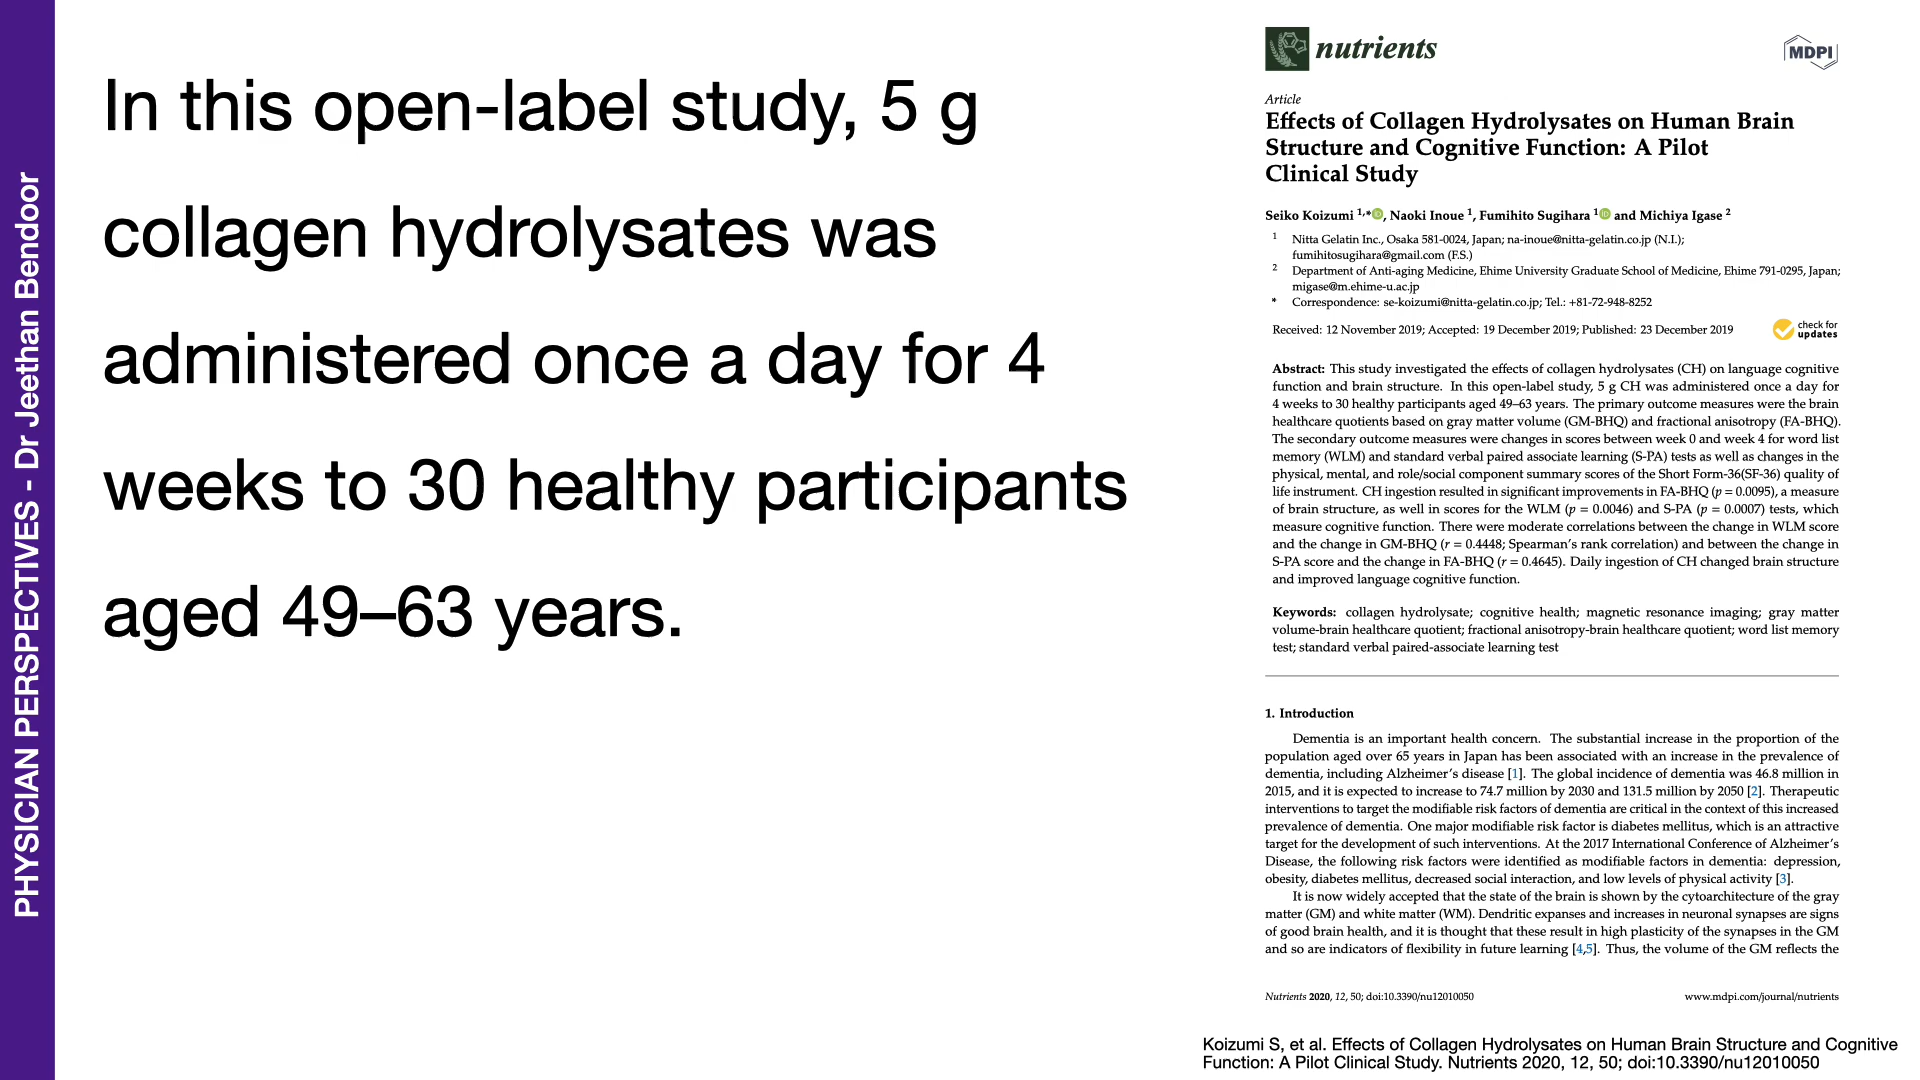 PHYSICIAN PERSPECTIVES - Dr Jeethan Bendoor
In this open-label study, 5 g
collagen hydrolysates was
administered once a day for 4
weeks to 30 healthy participants
aged 49–63 years.
nutrients
MDPI
Article
Effects of Collagen Hydrolysates on Human Brain
Structure and Cognitive Function: A Pilot
Clinical Study
Seiko Koizumi 1,*, Naoki Inoue 1, Fumihito Sugihara 1 and Michiya Igase 2
1 Nitta Gelatin Inc., Osaka 581-0024, Japan; na-inoue@nitta-gelatin.co.jp (N.I.);
fumihitosugihara@gmail.com (F.S.)
2 Department of Anti-aging Medicine, Ehime University Graduate School of Medicine, Ehime 791-0295, Japan;
migase@m.ehime-u.ac.jp
* Correspondence: se-koizumi@nitta-gelatin.co.jp; Tel.: +81-72-948-8252
Received: 12 November 2019; Accepted: 19 December 2019; Published: 23 December 2019
check for
updates
Abstract: This study investigated the effects of collagen hydrolysates (CH) on language cognitive
function and brain structure. In this open-label study, 5 g CH was administered once a day for
4 weeks to 30 healthy participants aged 49–63 years. The primary outcome measures were the brain
healthcare quotients based on gray matter volume (GM-BHQ) and fractional anisotropy (FA-BHQ).
The secondary outcome measures were changes in scores between week 0 and week 4 for word list
memory (WLM) and standard verbal paired associate learning (S-PA) tests as well as changes in the
physical, mental, and role/social component summary scores of the Short Form-36(SF-36) quality of
life instrument. CH ingestion resulted in significant improvements in FA-BHQ (p = 0.0095), a measure
of brain structure, as well in scores for the WLM (p = 0.0046) and S-PA (p = 0.0007) tests, which
measure cognitive function. There were moderate correlations between the change in WLM score
and the change in GM-BHQ (r = 0.4448; Spearman's rank correlation) and between the change in
S-PA score and the change in FA-BHQ (r = 0.4645). Daily ingestion of CH changed brain structure
and improved language cognitive function.
Keywords: collagen hydrolysate; cognitive health; magnetic resonance imaging; gray matter
volume-brain healthcare quotient; fractional anisotropy-brain healthcare quotient; word list memory
test; standard verbal paired-associate learning test
1. Introduction
Dementia is an important health concern. The substantial increase in the proportion of the
population aged over 65 years in Japan has been associated with an increase in the prevalence of
dementia, including Alzheimer's disease [1]. The global incidence of dementia was 46.8 million in
2015, and it is expected to increase to 74.7 million by 2030 and 131.5 million by 2050 [2]. Therapeutic
interventions to target the modifiable risk factors of dementia are critical in the context of this increased
prevalence of dementia. One major modifiable risk factor is diabetes mellitus, which is an attractive
target for the development of such interventions. At the 2017 International Conference of Alzheimer's
Disease, the following risk factors were identified as modifiable factors in dementia: depression,
obesity, diabetes mellitus, decreased social interaction, and low levels of physical activity [3].
It is now widely accepted that the state of the brain is shown by the cytoarchitecture of the gray
matter (GM) and white matter (WM). Dendritic expanses and increases in neuronal synapses are signs
of good brain health, and it is thought that these result in high plasticity of the synapses in the GM
and so are indicators of flexibility in future learning [4,5]. Thus, the volume of the GM reflects the
Nutrients 2020, 12, 50; doi:10.3390/nu12010050
www.mdpi.com/journal/nutrients
Koizumi S, et al. Effects of Collagen Hydrolysates on Human Brain Structure and Cognitive
Function: A Pilot Clinical Study. Nutrients 2020, 12, 50; doi:10.3390/nu12010050